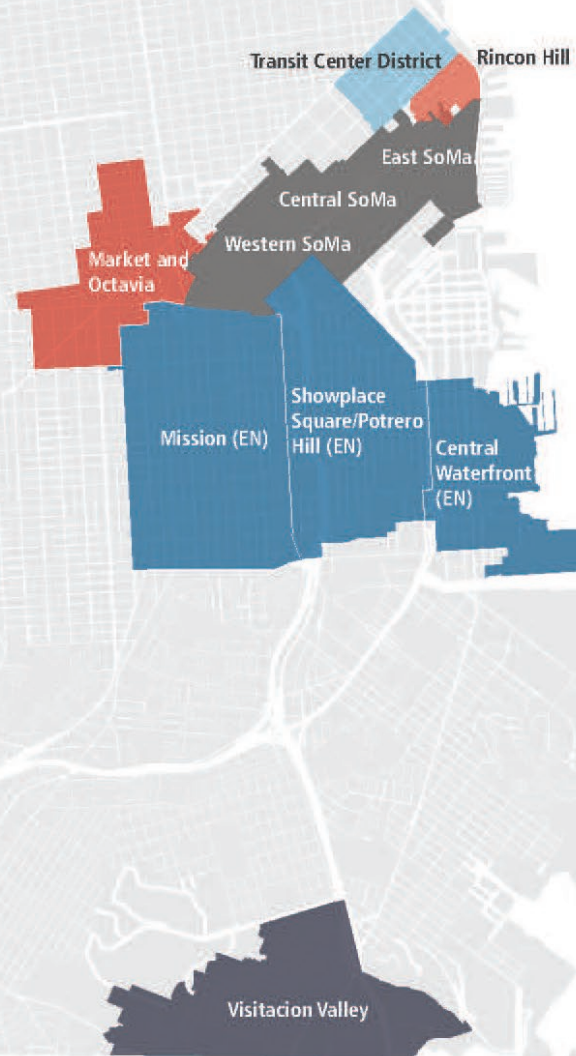 Transit Center District
Rincon Hill
East SoMa
Central SoMa
Western SoMa
Market and
Octavia
Mission (EN)
Showplace
Square/Potrero
Hill (EN)
Central
Waterfront
(EN)
Visitacion Valley